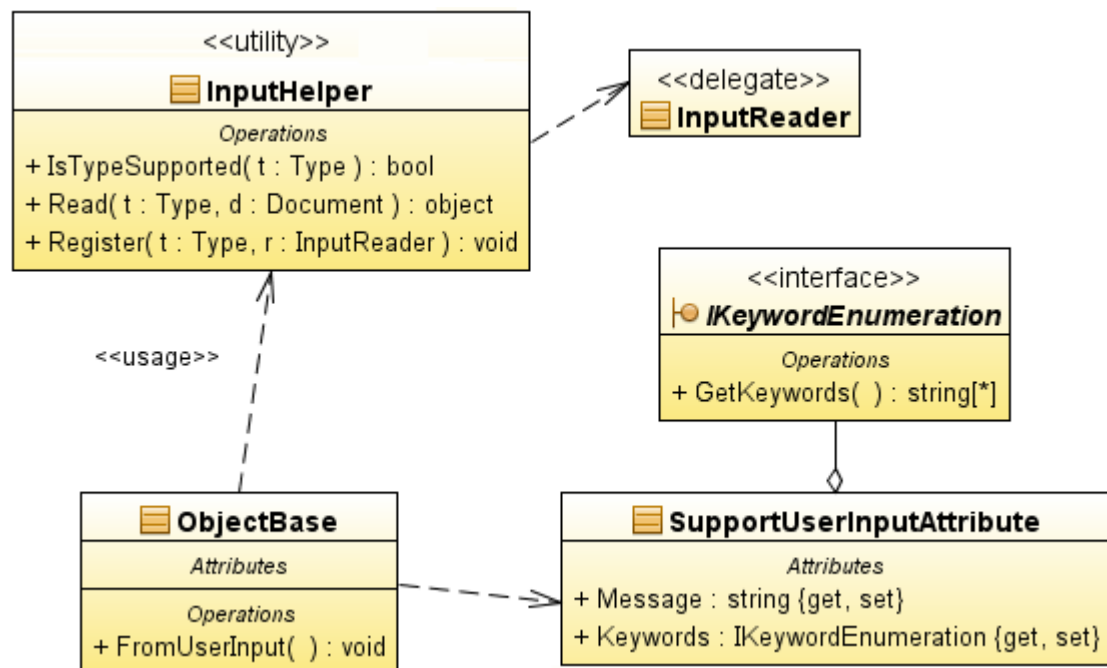 <<utility>>
InputHelper
Operations
+ IsTypeSupported( t : Type ) : bool
+ Read( t : Type, d : Document ) : object
+ Register( t : Type, r : InputReader ) : void
<<delegate>>
InputReader
<<interface>>
IKeywordEnumeration
Operations
+ GetKeywords(  ) : string[*]
<<usage>>
ObjectBase
Attributes
Operations
+ FromUserInput(  ) : void
SupportUserInputAttribute
Attributes
+ Message : string {get, set}
+ Keywords : IKeywordEnumeration {get, set}